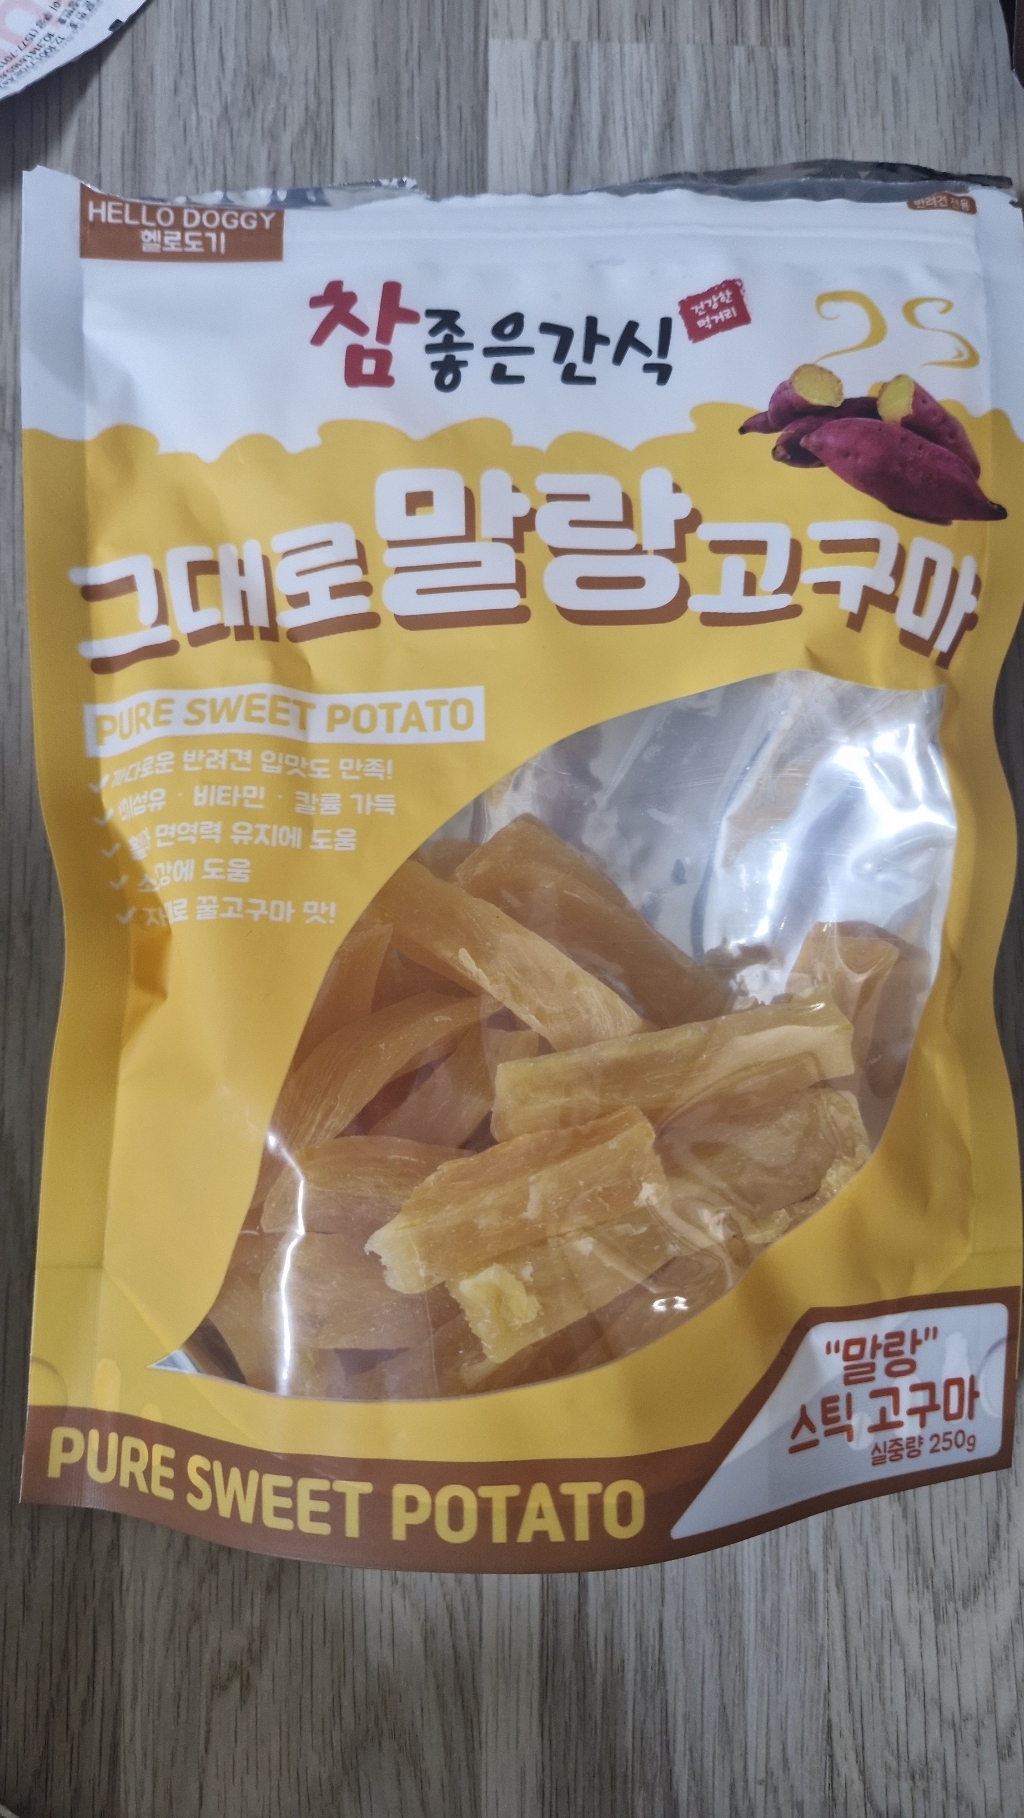 HELLO DOGGY
헬로도기
반려견 전용
참좋은간식
건강한
먹거리
그대로말랑고구마
PURE SWEET POTATO
까다로운 반려견 입맛도 만족!
비타민 · 칼륨 가득
면역력 유지에 도움
도움
꿀고구마 맛!
"말랑"
스틱 고구마
실중량 250g
PURE SWEET POTATO